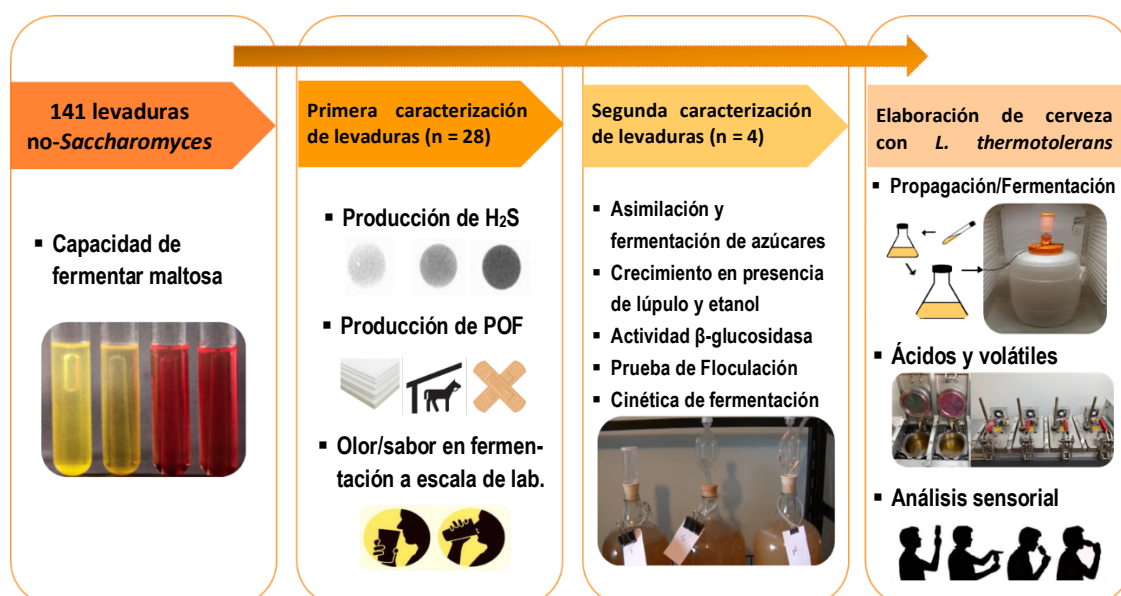 141 levaduras
no-Saccharomyces
▪ Capacidad de
fermentar maltosa
Primera caracterización
de levaduras (n = 28)
▪ Producción de H₂S
▪ Producción de POF
▪ Olor/sabor en fermen-
tación a escala de lab.
Segunda caracterización
de levaduras (n = 4)
▪ Asimilación y
fermentación de azúcares
▪ Crecimiento en presencia
de lúpulo y etanol
▪ Actividad β-glucosidasa
▪ Prueba de Floculación
▪ Cinética de fermentación
Elaboración de cerveza
con L. thermotolerans
▪ Propagación/Fermentación
▪ Ácidos y volátiles
▪ Análisis sensorial